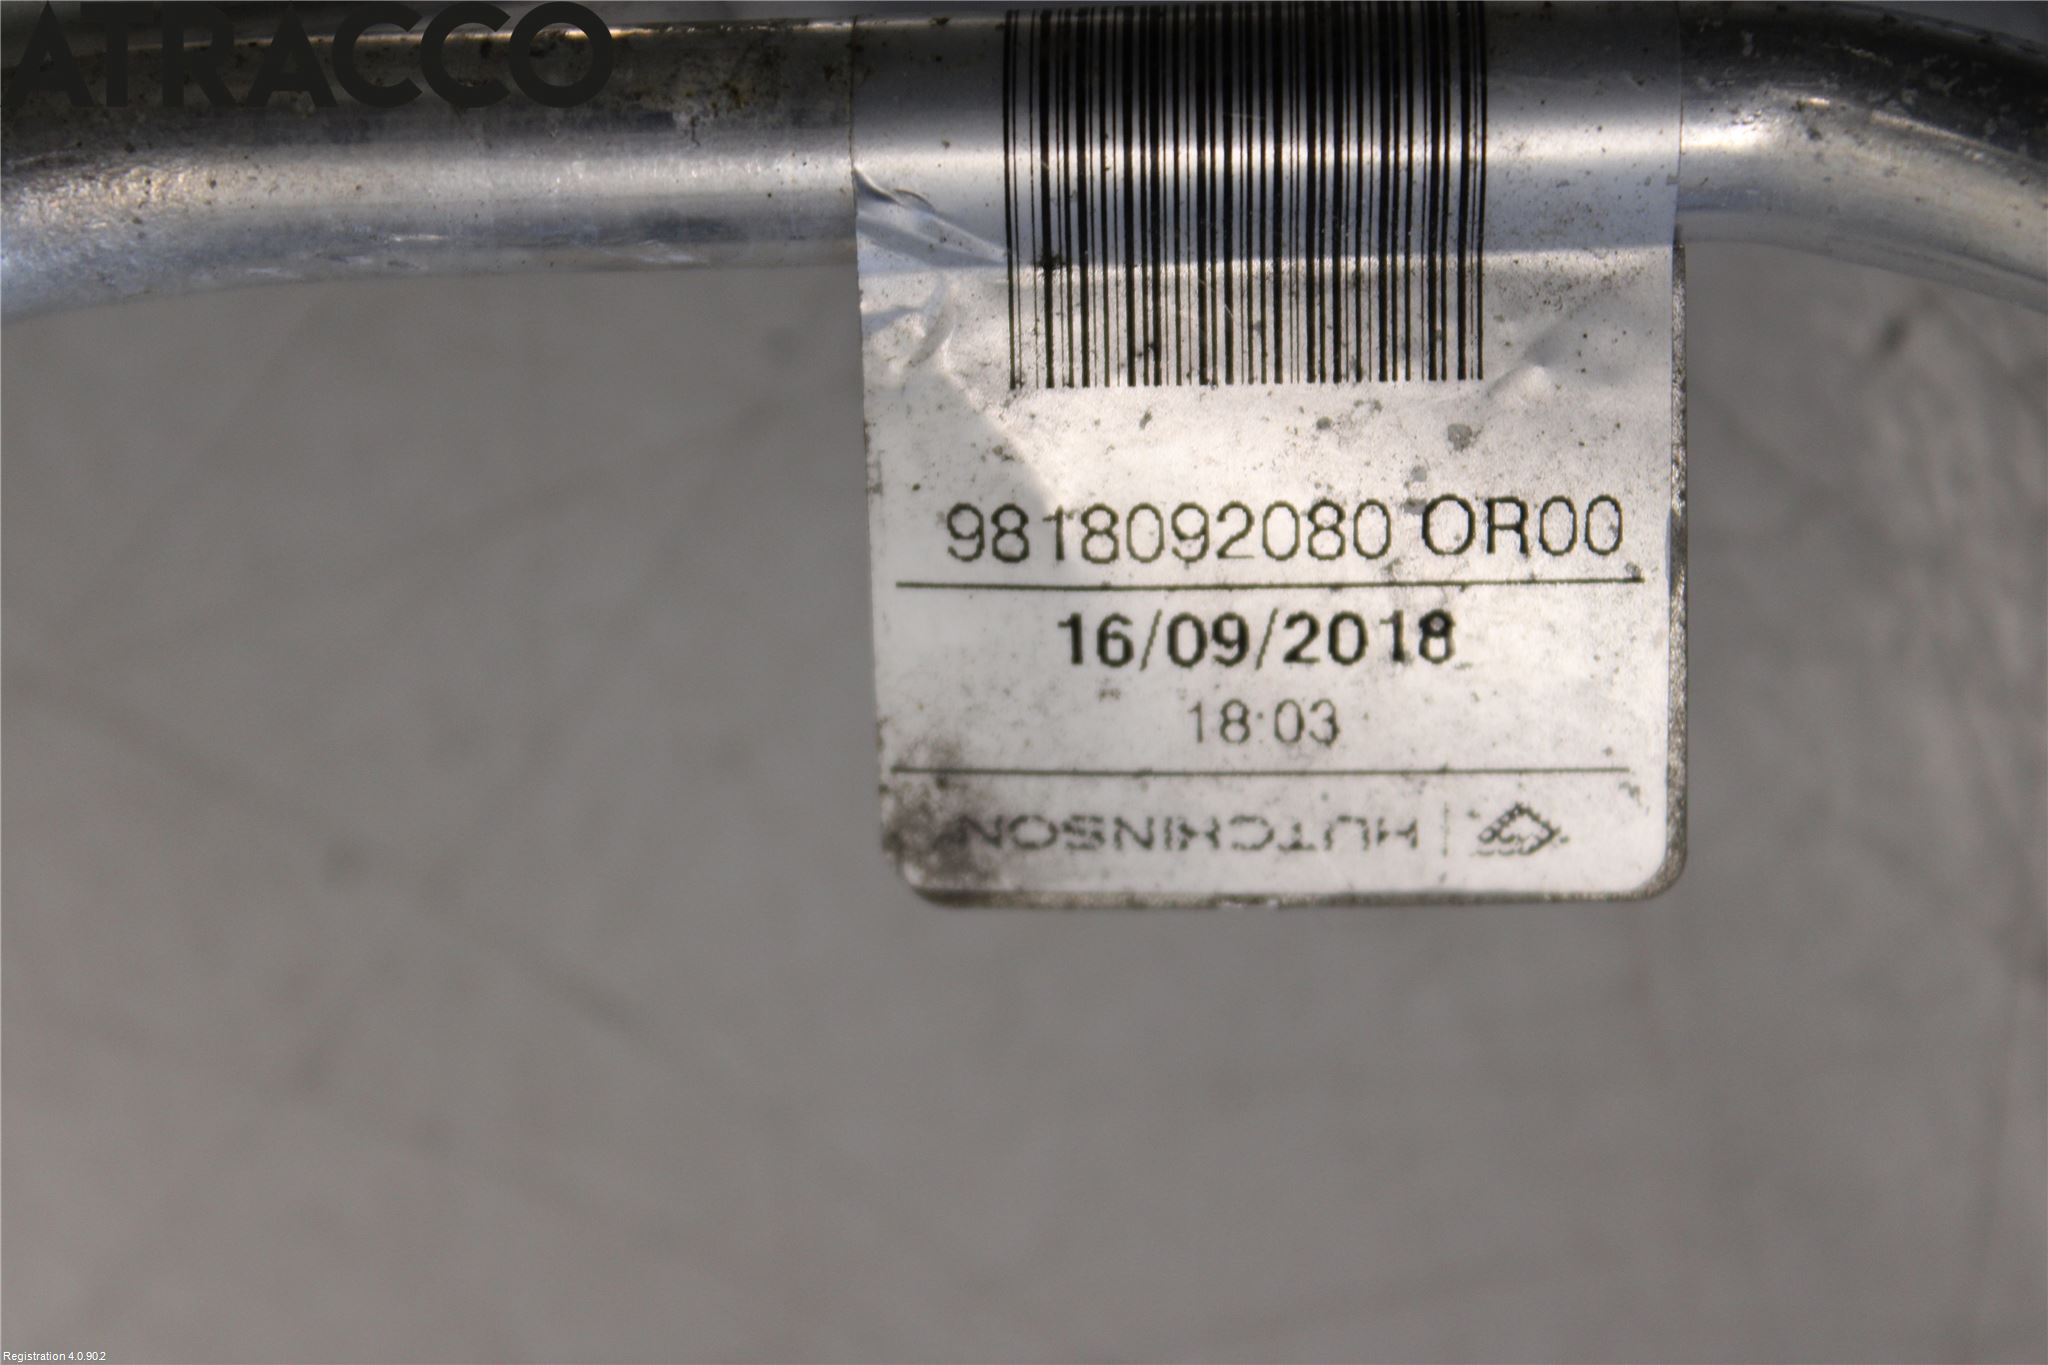 ATRACCO
9818092080 OR00
16/09/2018
18:03
HUTCHINSON
Registration 4.0.90.2